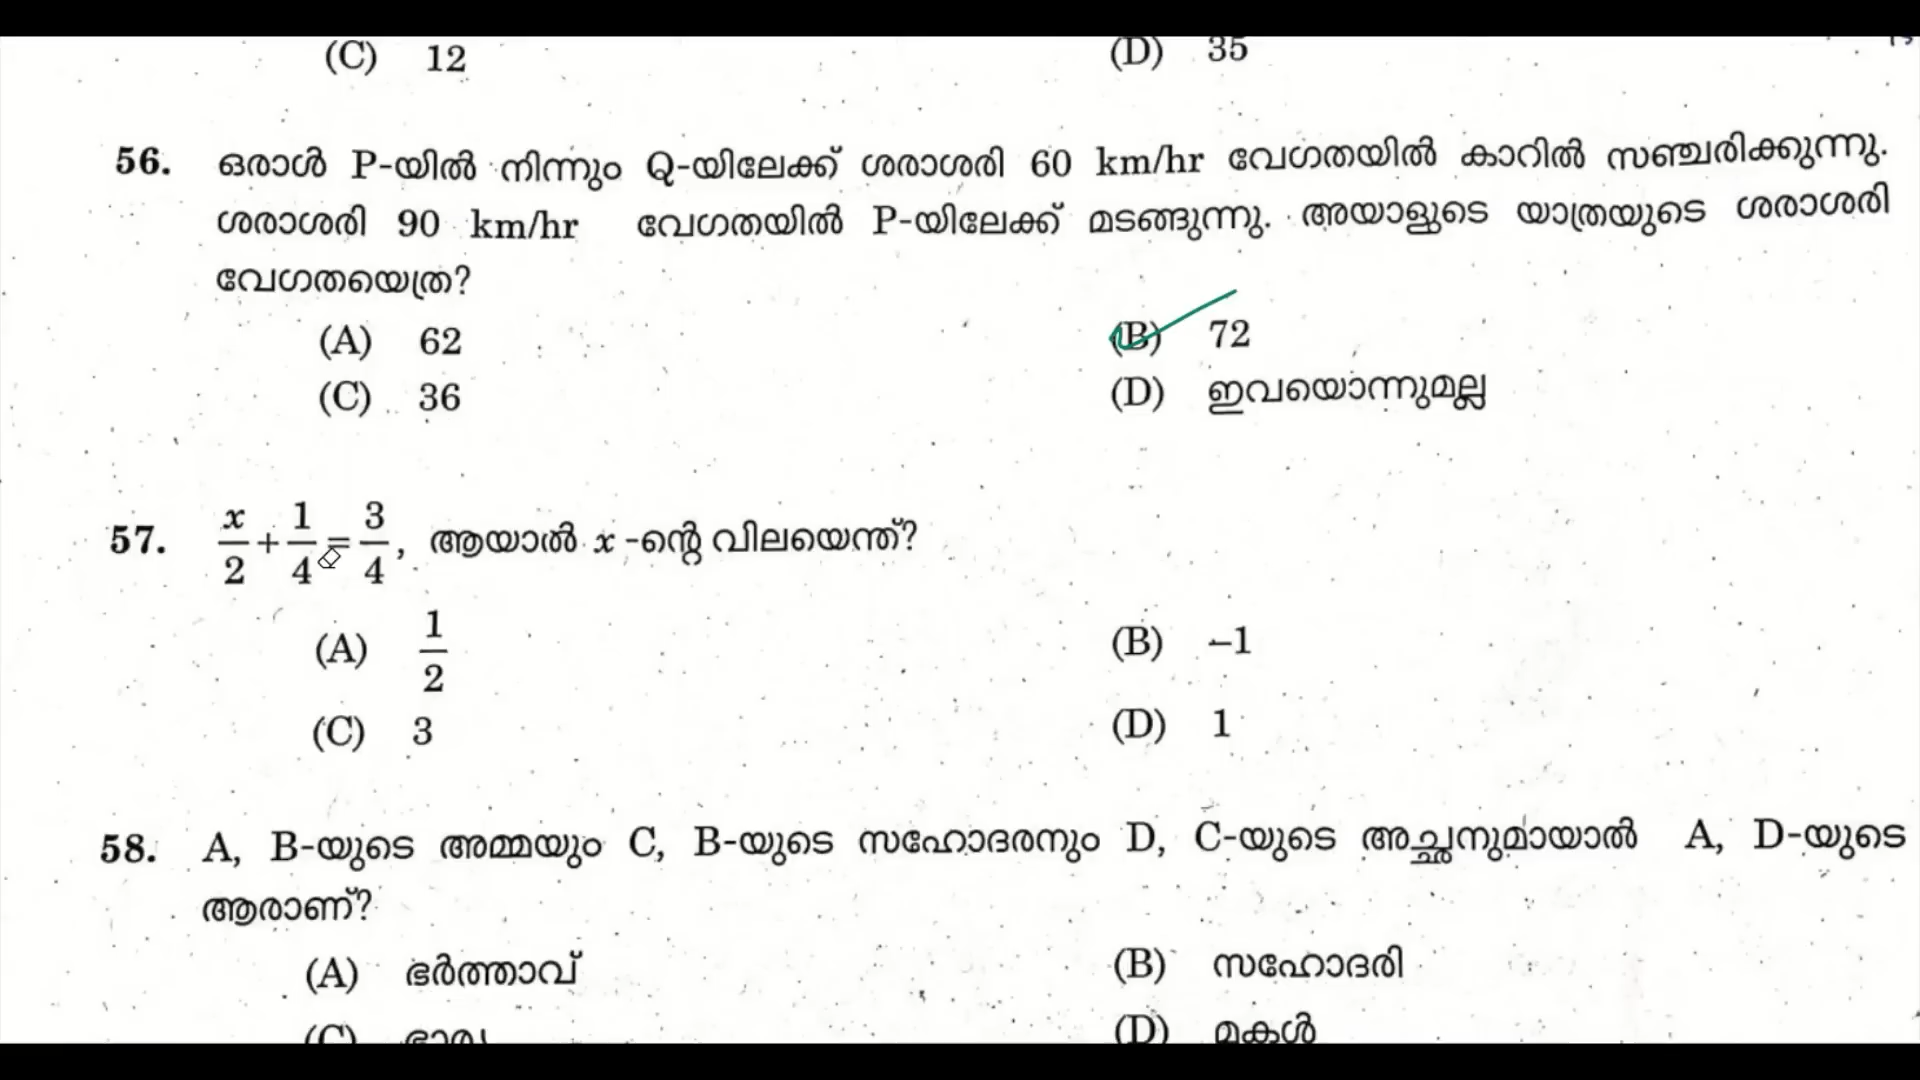 (C) 12 (D) 35
56. ഒരാൾ P-യിൽ നിന്നും Q-യിലേക്ക് ശരാശരി 60 km/hr വേഗതയിൽ കാറിൽ സഞ്ചരിക്കുന്നു.
ശരാശരി 90 km/hr വേഗതയിൽ P-യിലേക്ക് മടങ്ങുന്നു. അയാളുടെ യാത്രയുടെ ശരാശരി
വേഗതയെത്ര?
(A) 62 (B) 72
(C) 36 (D) ഇവയൊന്നുമല്ല
57. x/2 + 1/4 = 3/4, ആയാൽ x -ന്റെ വിലയെന്ത്?
(A) 1/2 (B) –1
(C) 3 (D) 1
58. A, B-യുടെ അമ്മയും C, B-യുടെ സഹോദരനും D, C-യുടെ അച്ഛനുമായാൽ A, D-യുടെ
ആരാണ്?
(A) ഭർത്താവ് (B) സഹോദരി
(C) ഭാര്യ (D) മകൾ